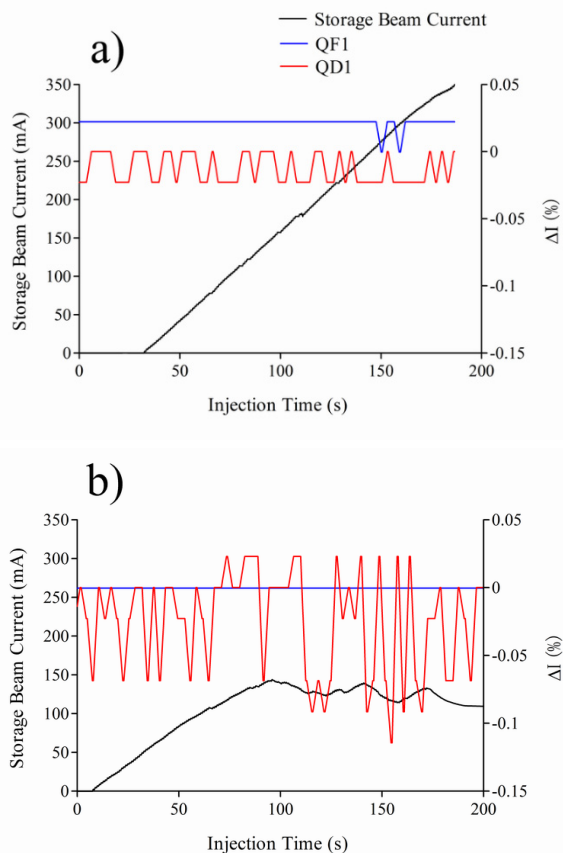 Storage Beam Current
QF1
QD1
a)
350
300
250
200
150
100
50
0
Storage Beam Current (mA)
0.05
0
-0.05
-0.1
-0.15
ΔI (%)
0 50 100 150 200
Injection Time (s)
b)
350
300
250
200
150
100
50
0
Storage Beam Current (mA)
0.05
0
-0.05
-0.1
-0.15
ΔI (%)
0 50 100 150 200
Injection Time (s)